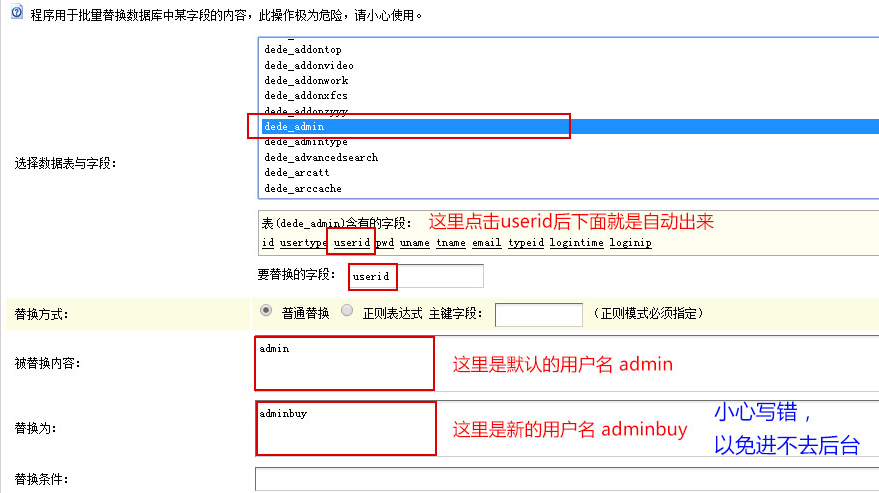 程序用于批量替换数据库中某字段的内容，此操作极为危险，请小心使用。
dede_addontop
dede_addonvideo
dede_addonwork
dede_addonxfcs
dede_addonzyyy
dede_admin
dede_admintype
选择数据表与字段：
dede_advancedsearch
dede_arcatt
dede_arccache
表(dede_admin)含有的字段： 这里点击userid后下面就是自动出来
id usertype userid pwd uname tname email typeid logintime loginip
要替换的字段： userid
替换方式： 普通替换 正则表达式 主键字段： （正则模式必须指定）
被替换内容： admin 这里是默认的用户名 admin
替换为： adminbuy 这里是新的用户名 adminbuy
小心写错，
以免进不去后台
替换条件：